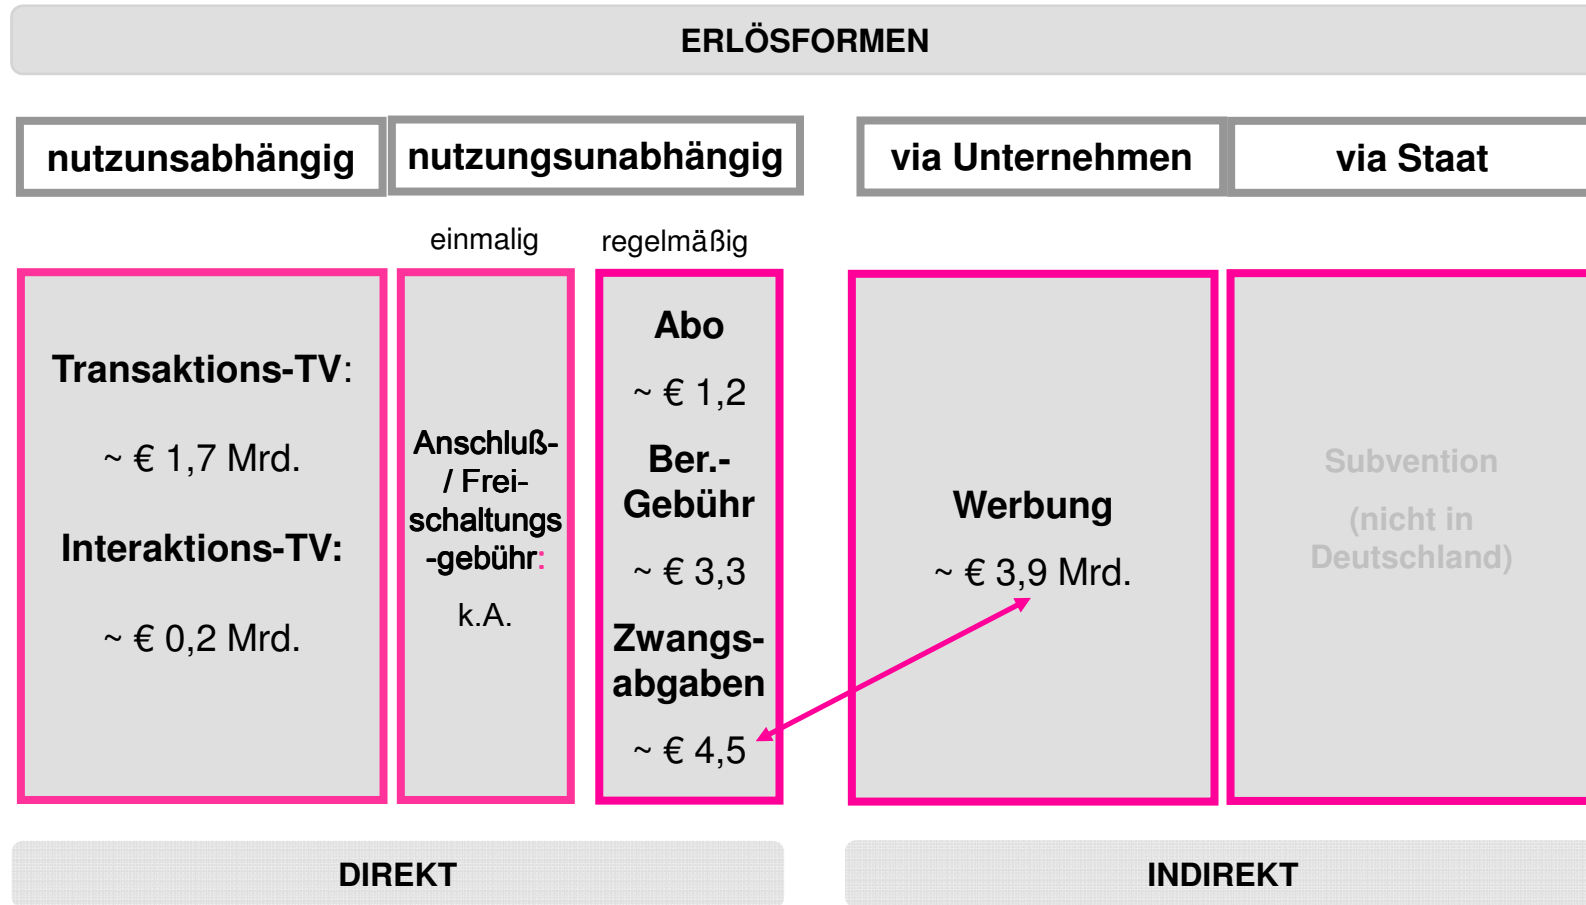 ERLÖSFORMEN
nutzunsabhängig
nutzungsunabhängig
via Unternehmen
via Staat
einmalig
regelmäßig
Transaktions-TV:
~ € 1,7 Mrd.
Interaktions-TV:
~ € 0,2 Mrd.
Anschluß-
/ Frei-
schaltungs
-gebühr:
k.A.
Abo
~ € 1,2
Ber.-
Gebühr
~ € 3,3
Zwangs-
abgaben
~ € 4,5
Werbung
~ € 3,9 Mrd.
Subvention
(nicht in
Deutschland)
DIREKT
INDIREKT